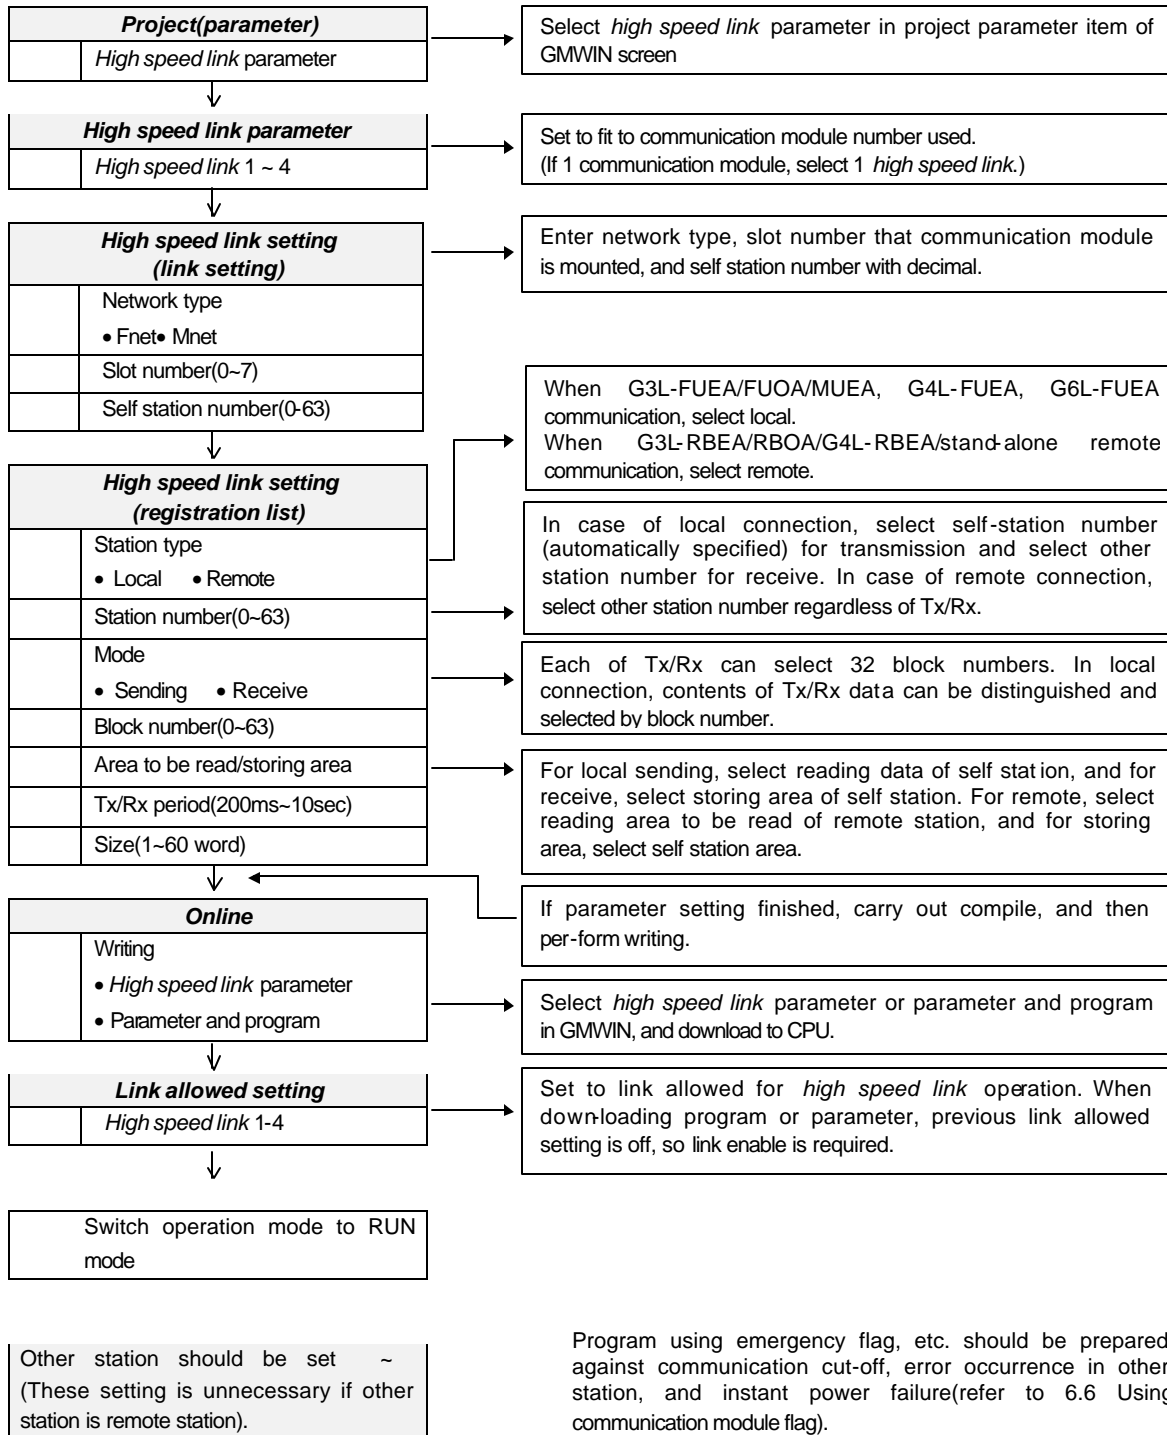 Project(parameter)
High speed link parameter
Select high speed link parameter in project parameter item of
GMWIN screen
High speed link parameter
High speed link 1 ~ 4
Set to fit to communication module number used.
(If 1 communication module, select 1 high speed link.)
High speed link setting
(link setting)
Network type
• Fnet• Mnet
Slot number(0~7)
Self station number(0-63)
Enter network type, slot number that communication module
is mounted, and self station number with decimal.
High speed link setting
(registration list)
Station type
• Local • Remote
Station number(0~63)
Mode
• Sending • Receive
Block number(0~63)
Area to be read/storing area
Tx/Rx period(200ms~10sec)
Size(1~60 word)
When G3L-FUEA/FUOA/MUEA, G4L-FUEA, G6L-FUEA
communication, select local.
When G3L-RBEA/RBOA/G4L-RBEA/stand-alone remote
communication, select remote.
In case of local connection, select self-station number
(automatically specified) for transmission and select other
station number for receive. In case of remote connection,
select other station number regardless of Tx/Rx.
Each of Tx/Rx can select 32 block numbers. In local
connection, contents of Tx/Rx data can be distinguished and
selected by block number.
For local sending, select reading data of self station, and for
receive, select storing area of self station. For remote, select
reading area to be read of remote station, and for storing
area, select self station area.
Online
Writing
• High speed link parameter
• Parameter and program
If parameter setting finished, carry out compile, and then
per-form writing.
Select high speed link parameter or parameter and program
in GMWIN, and download to CPU.
Link allowed setting
High speed link 1-4
Set to link allowed for high speed link operation. When
down-loading program or parameter, previous link allowed
setting is off, so link enable is required.
Switch operation mode to RUN
mode
Other station should be set ~
(These setting is unnecessary if other
station is remote station).
Program using emergency flag, etc. should be prepared
against communication cut-off, error occurrence in other
station, and instant power failure(refer to 6.6 Using
communication module flag).